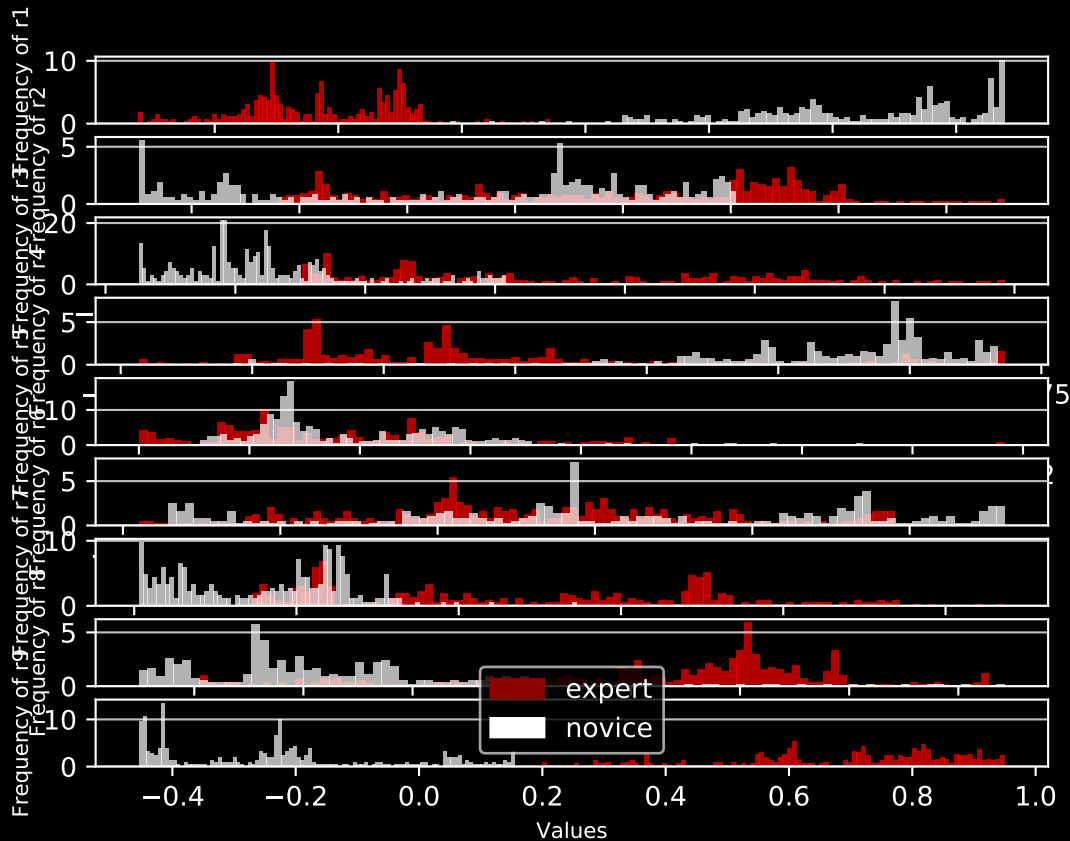 Frequency of r1
10
0
Frequency of r2
5
0
Frequency of r3
20
0
Frequency of r4
5
0
Frequency of r5
10
0
Frequency of r6
5
0
Frequency of r7
10
0
Frequency of r8
5
0
Frequency of r9
10
0
expert
novice
−0.4
−0.2
0.0
0.2
0.4
0.6
0.8
1.0
Values